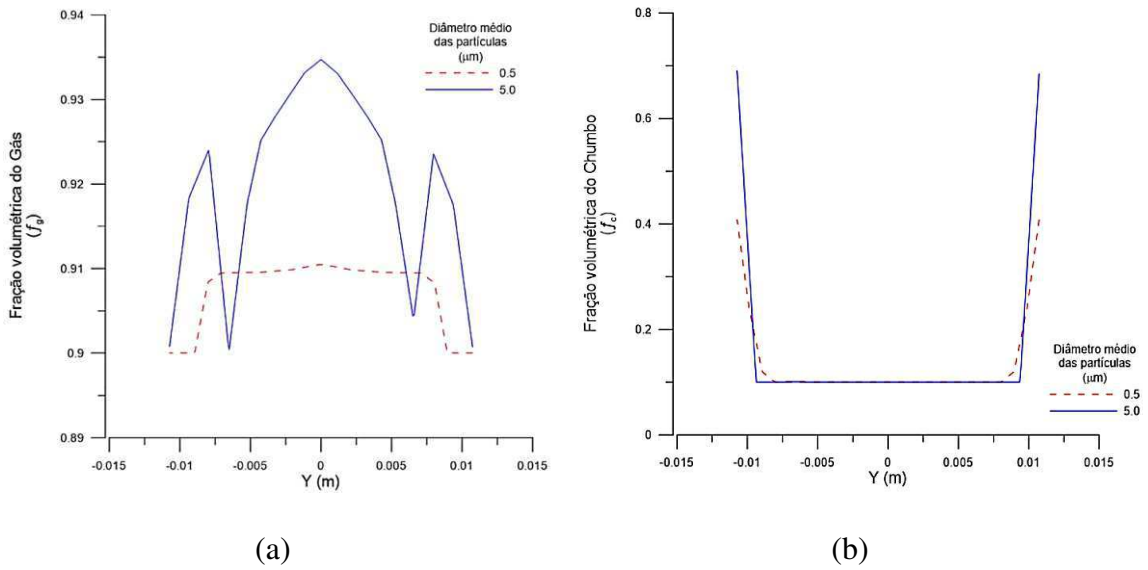 0.94
0.93
0.92
0.91
0.9
0.89
Fração volumétrica do Gás
(fg)
Diâmetro médio
das partículas
(μm)
0.5
5.0
-0.015
-0.01
-0.005
0
0.005
0.01
0.015
Y (m)
(a)
0.8
0.6
0.4
0.2
0
Fração volumétrica do Chumbo
(fc)
Diâmetro médio
das partículas
(μm)
0.5
5.0
-0.015
-0.01
-0.005
0
0.005
0.01
0.015
Y (m)
(b)